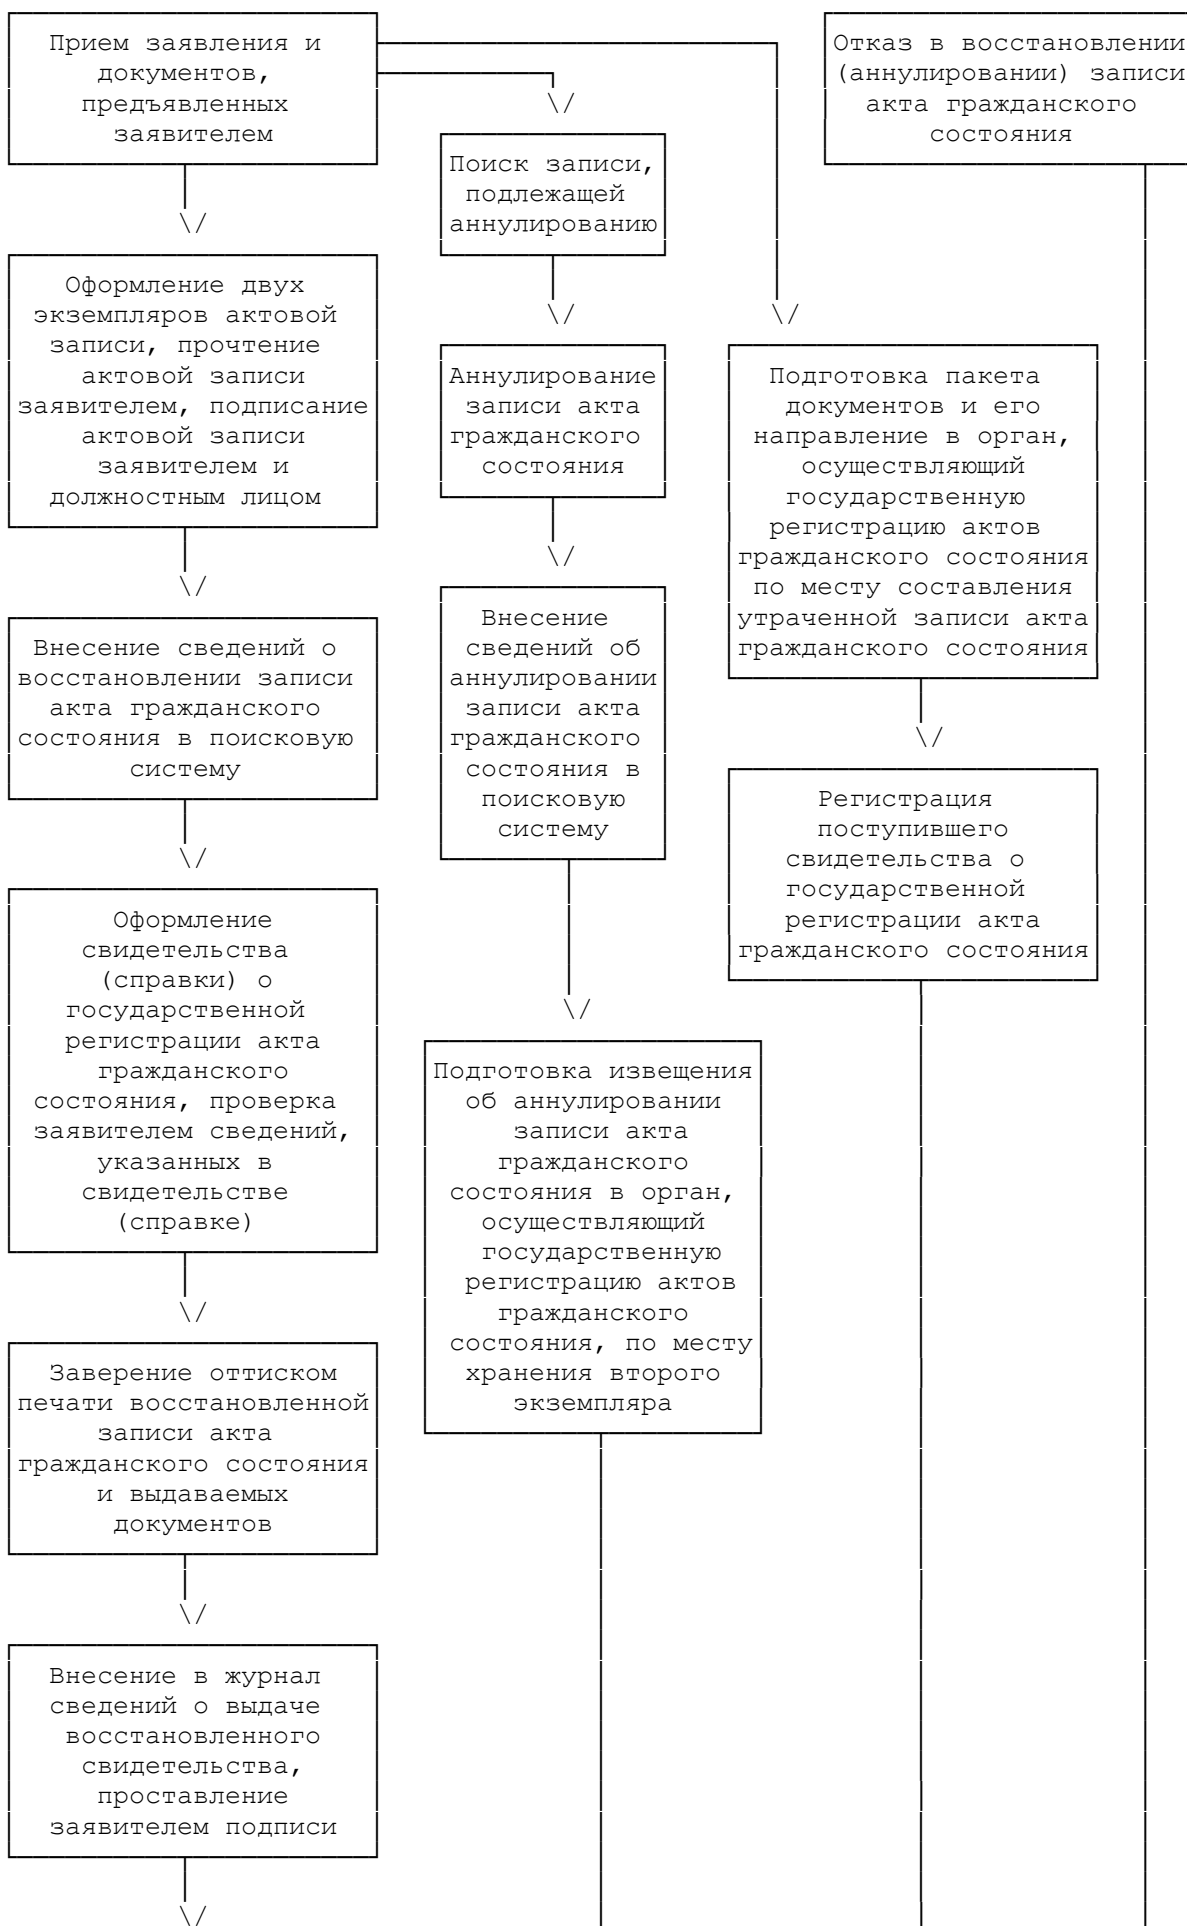 Прием заявления и
документов,
предъявленных
заявителем
Отказ в восстановлении
(аннулировании) записи
акта гражданского
состояния
Поиск записи,
подлежащей
аннулированию
Оформление двух
экземпляров актовой
записи, прочтение
актовой записи
заявителем, подписание
актовой записи
заявителем и
должностным лицом
Аннулирование
записи акта
гражданского
состояния
Подготовка пакета
документов и его
направление в орган,
осуществляющий
государственную
регистрацию актов
гражданского состояния
по месту составления
утраченной записи акта
гражданского состояния
Внесение сведений о
восстановлении записи
акта гражданского
состояния в поисковую
систему
Внесение
сведений об
аннулировании
записи акта
гражданского
состояния в
поисковую
систему
Регистрация
поступившего
свидетельства о
государственной
регистрации акта
гражданского состояния
Оформление
свидетельства
(справки) о
государственной
регистрации акта
гражданского
состояния, проверка
заявителем сведений,
указанных в
свидетельстве
(справке)
Подготовка извещения
об аннулировании
записи акта
гражданского
состояния в орган,
осуществляющий
государственную
регистрацию актов
гражданского
состояния, по месту
хранения второго
экземпляра
Заверение оттиском
печати восстановленной
записи акта
гражданского состояния
и выдаваемых
документов
Внесение в журнал
сведений о выдаче
восстановленного
свидетельства,
проставление
заявителем подписи